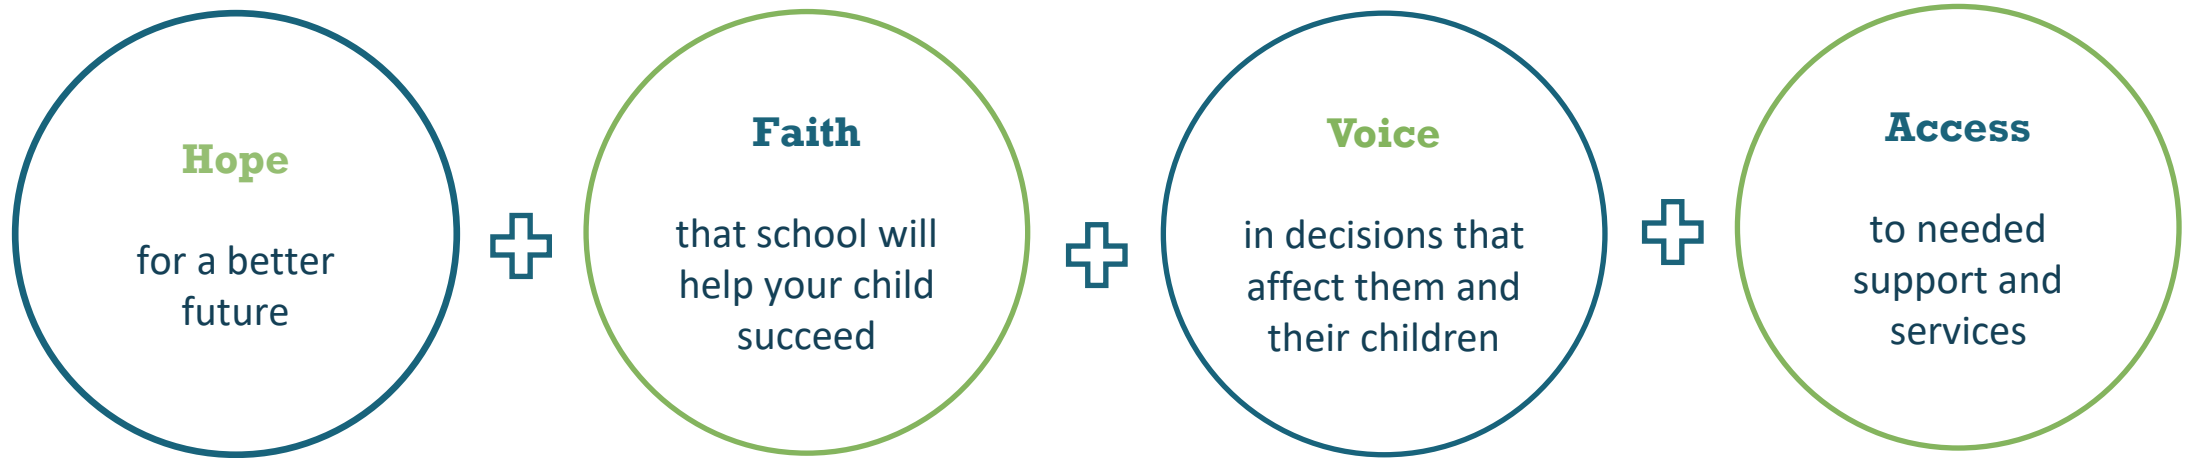 Hope
for a better
future
Faith
that school will
help your child
succeed
Voice
in decisions that
affect them and
their children
Access
to needed
support and
services